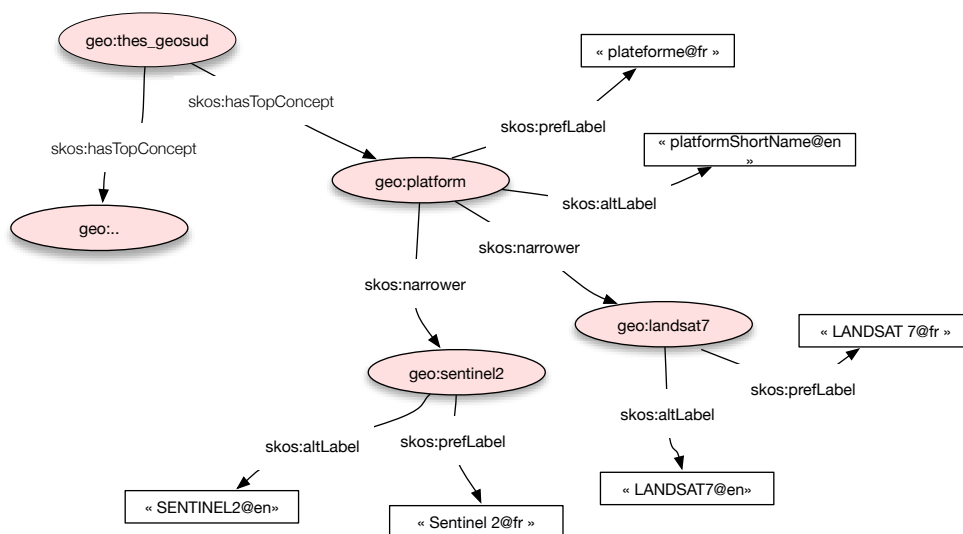 geo:thes_geosud
« plateforme@fr »
skos:hasTopConcept
skos:prefLabel
skos:hasTopConcept
« platformShortName@en
»
geo:platform
skos:altLabel
geo:..
skos:narrower
skos:narrower
geo:landsat7
« LANDSAT 7@fr »
geo:sentinel2
skos:prefLabel
skos:altLabel
skos:altLabel
skos:prefLabel
« LANDSAT7@en»
« SENTINEL2@en»
« Sentinel 2@fr »